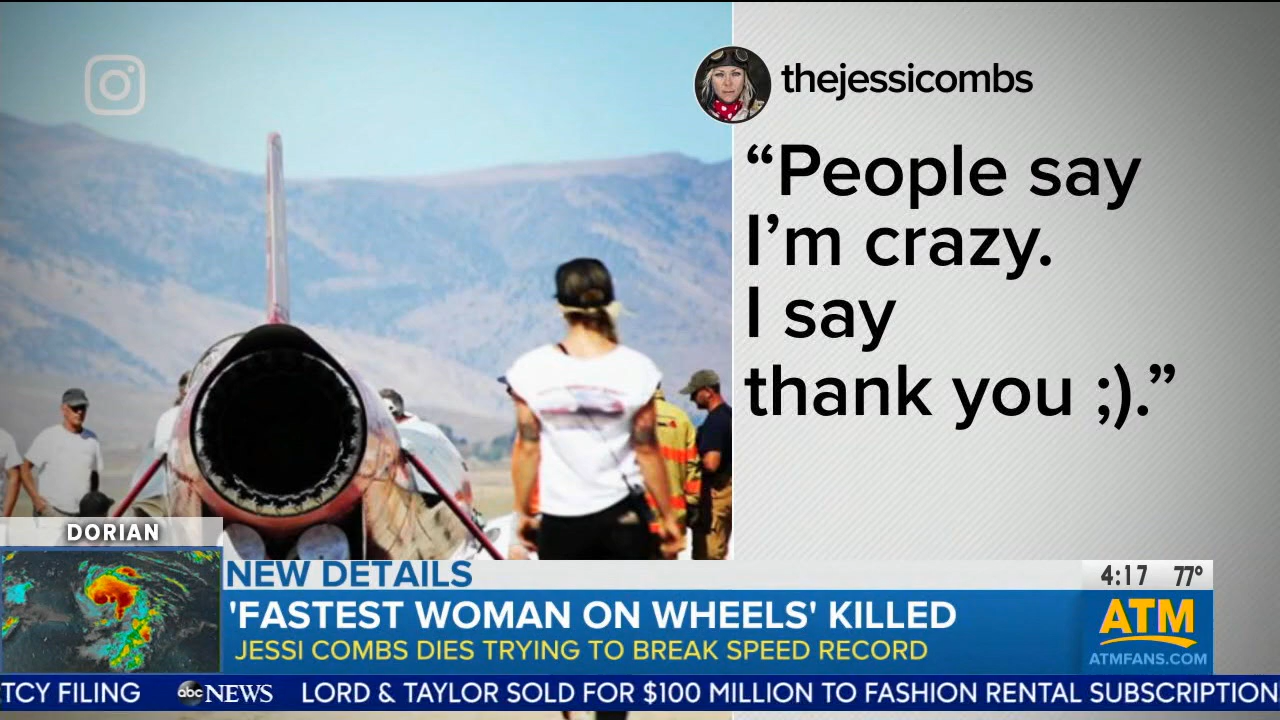 thejessicombs
“People say
I’m crazy.
I say
thank you ;).”
DORIAN
NEW DETAILS
'FASTEST WOMAN ON WHEELS' KILLED
JESSI COMBS DIES TRYING TO BREAK SPEED RECORD
4:17 77°
ATM
ATMFANS.COM
TCY FILING abc NEWS LORD & TAYLOR SOLD FOR $100 MILLION TO FASHION RENTAL SUBSCRIPTION